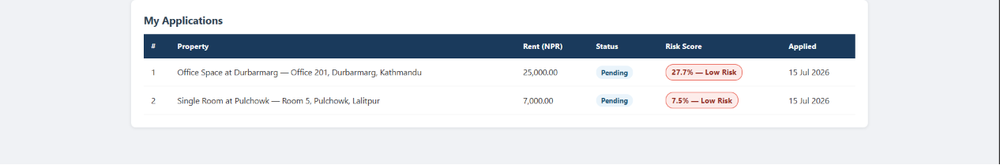 My Applications
# Property Rent (NPR) Status Risk Score Applied
1 Office Space at Durbarmarg — Office 201, Durbarmarg, Kathmandu 25,000.00 Pending 27.7% — Low Risk 15 Jul 2026
2 Single Room at Pulchowk — Room 5, Pulchowk, Lalitpur 7,000.00 Pending 7.5% — Low Risk 15 Jul 2026